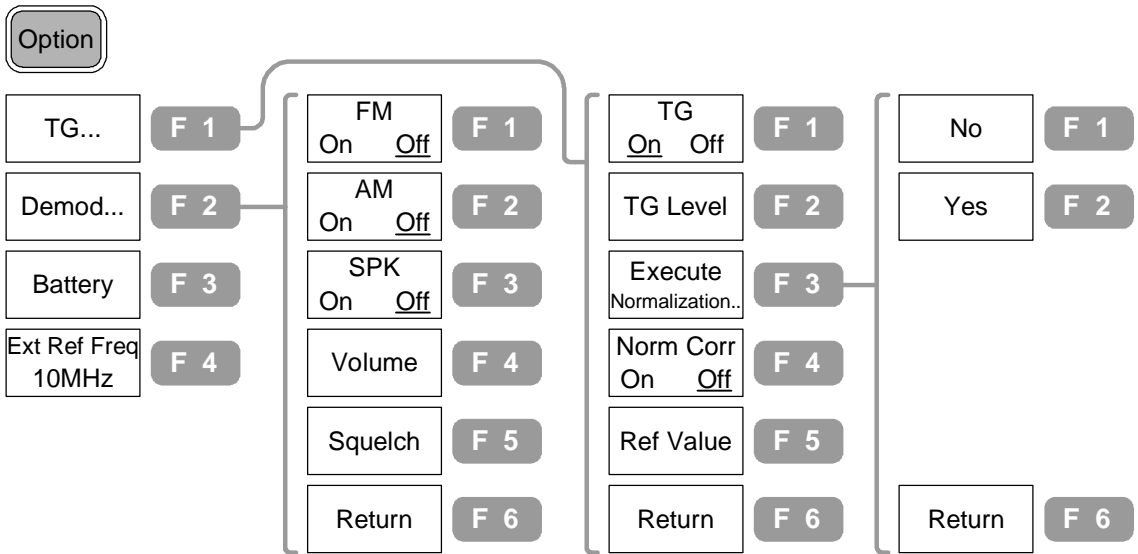 Option
TG...
F 1
Demod...
F 2
Battery
F 3
Ext Ref Freq
10MHz
F 4
FM
On Off
F 1
AM
On Off
F 2
SPK
On Off
F 3
Volume
F 4
Squelch
F 5
Return
F 6
TG
On Off
F 1
TG Level
F 2
Execute
Normalization..
F 3
Norm Corr
On Off
F 4
Ref Value
F 5
Return
F 6
No
F 1
Yes
F 2
Return
F 6